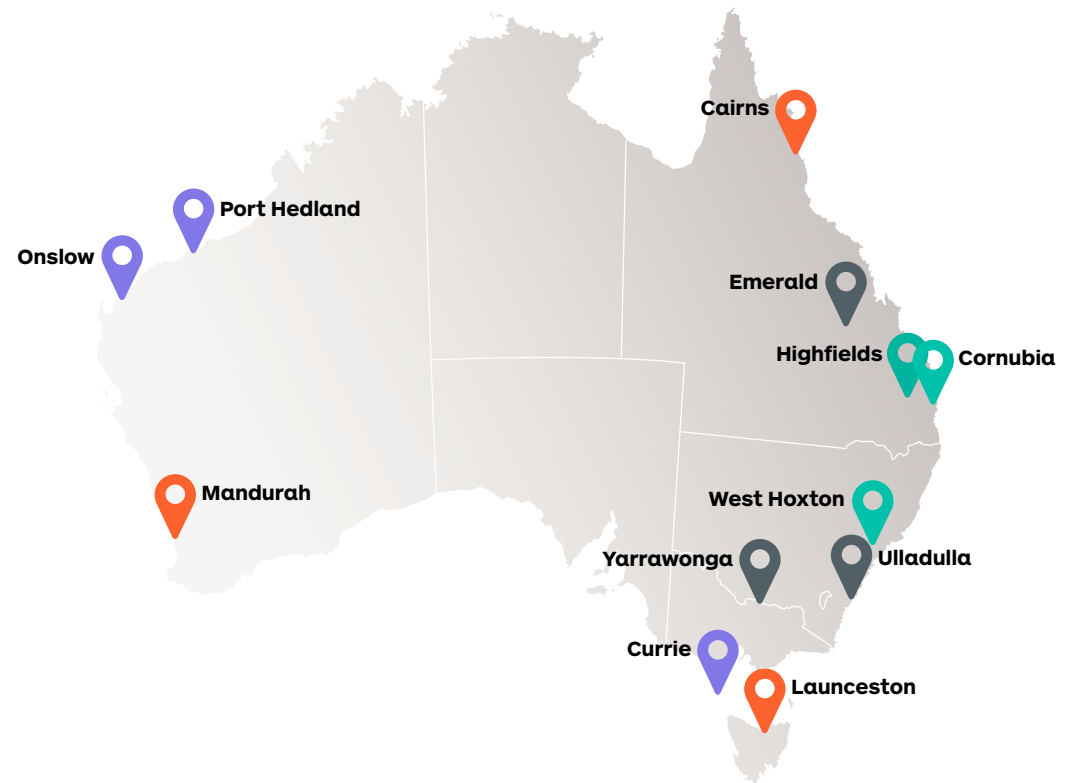 Cairns
Port Hedland
Onslow
Emerald
Highfields
Cornubia
Mandurah
West Hoxton
Yarrawonga
Ulladulla
Currie
Launceston